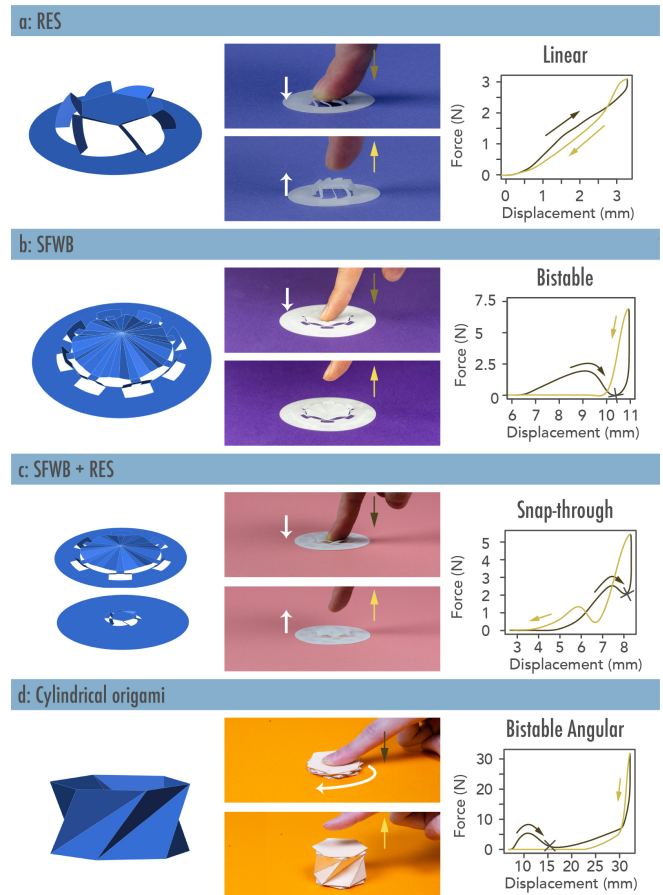 a: RES
Linear
Force (N)
3
2
1
0
0 1 2 3
Displacement (mm)
b: SFWB
Bistable
Force (N)
7.5
5
2.5
0
6 7 8 9 10 11
Displacement (mm)
c: SFWB + RES
Snap-through
Force (N)
5
4
3
2
1
0
3 4 5 6 7 8
Displacement (mm)
d: Cylindrical origami
Bistable Angular
Force (N)
30
20
10
0
10 15 20 25 30
Displacement (mm)